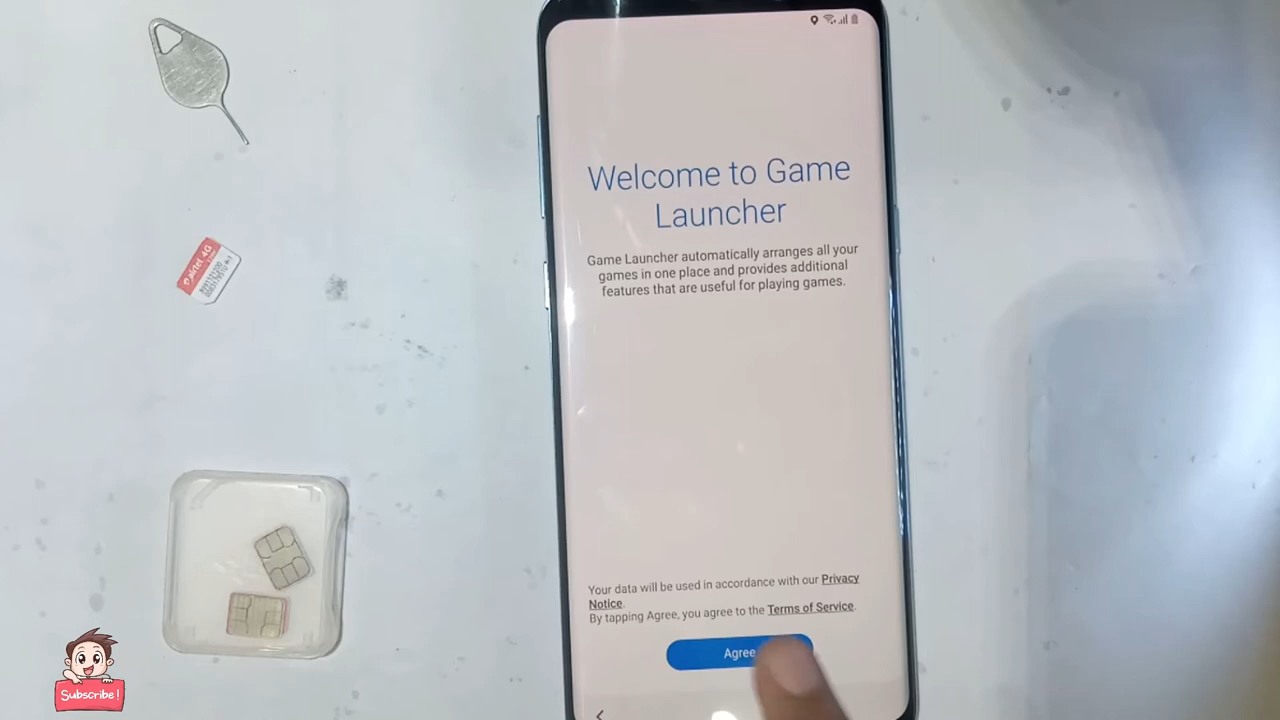 Welcome to Game
Launcher
Game Launcher automatically arranges all your
games in one place and provides additional
features that are useful for playing games.
Your data will be used in accordance with our Privacy
Notice.
By tapping Agree, you agree to the Terms of Service.
Agree
airtel 4G
Subscribe!